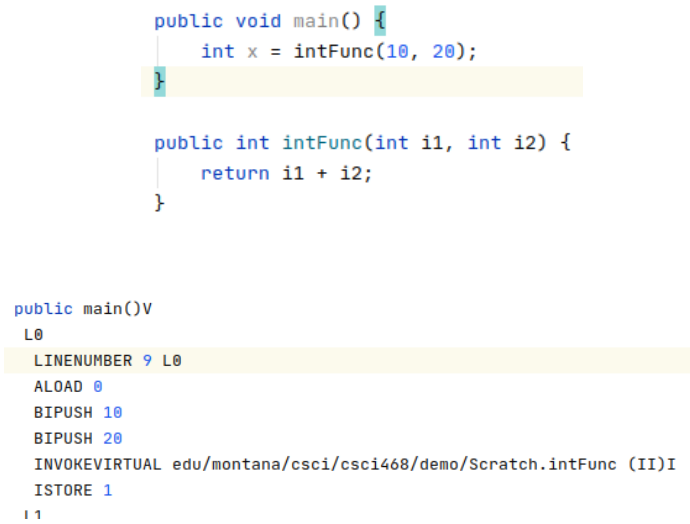 public void main() {
int x = intFunc(10, 20);
}
public int intFunc(int i1, int i2) {
return i1 + i2;
}
public main()V
L0
LINENUMBER 9 L0
ALOAD 0
BIPUSH 10
BIPUSH 20
INVOKEVIRTUAL edu/montana/csci/csci468/demo/Scratch.intFunc (II)I
ISTORE 1
L1